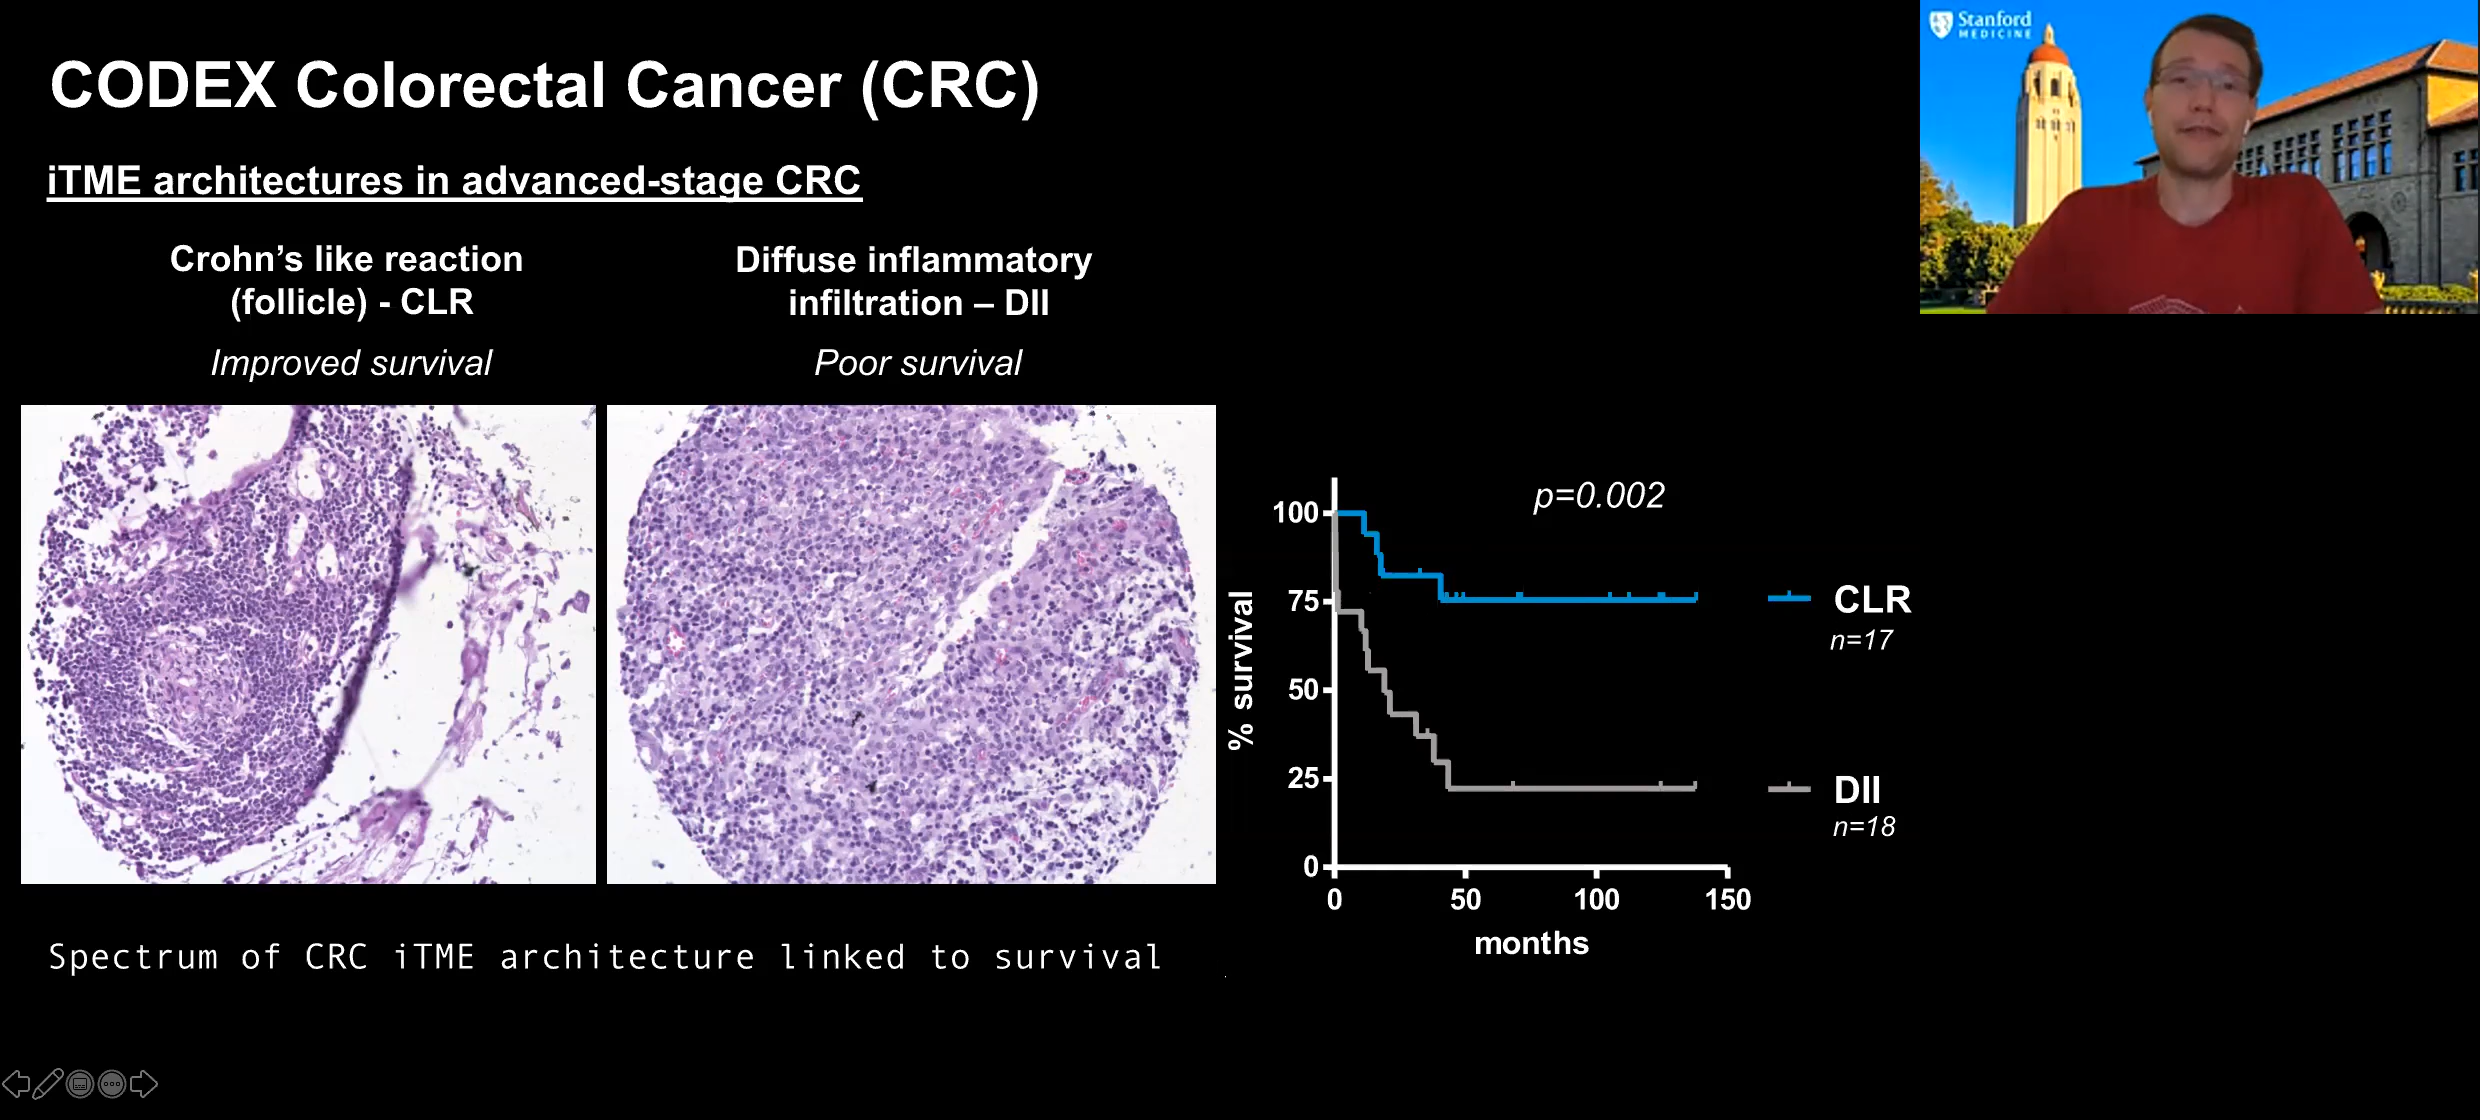 CODEX Colorectal Cancer (CRC)
iTME architectures in advanced-stage CRC
Crohn’s like reaction
(follicle) - CLR
Improved survival
Diffuse inflammatory
infiltration – DII
Poor survival
Stanford
MEDICINE
p=0.002
100
75
50
25
0
% survival
0
50
100
150
months
CLR
n=17
DII
n=18
Spectrum of CRC iTME architecture linked to survival